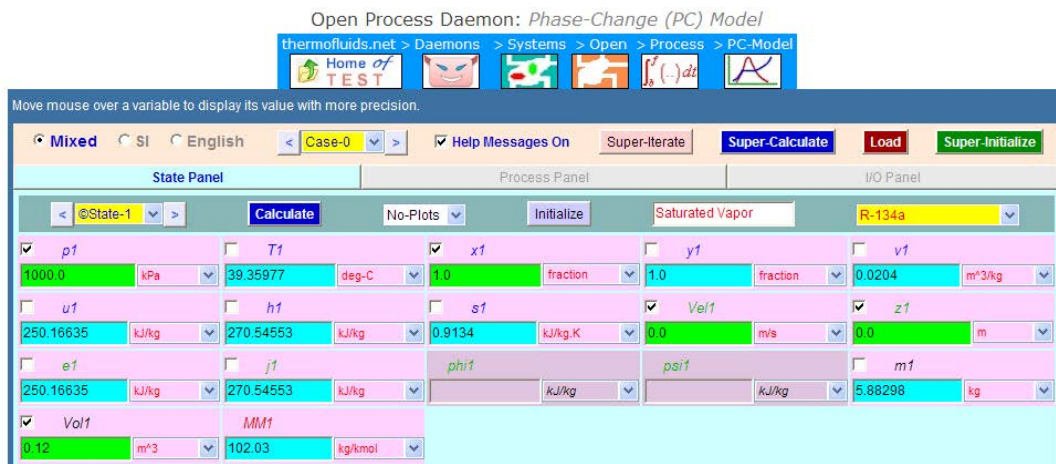 Open Process Daemon: Phase-Change (PC) Model
thermofluids.net > Daemons > Systems > Open > Process > PC-Model
Home of TEST ∫(..)dt
Move mouse over a variable to display its value with more precision.
Mixed SI English < Case-0 > Help Messages On Super-Iterate Super-Calculate Load Super-Initialize
State Panel Process Panel I/O Panel
< ©State-1 > Calculate No-Plots Initialize Saturated Vapor R-134a
p1 T1 x1 y1 v1
1000.0 kPa 39.35977 deg-C 1.0 fraction 1.0 fraction 0.0204 m^3/kg
u1 h1 s1 Vel1 z1
250.16635 kJ/kg 270.54553 kJ/kg 0.9134 kJ/kg.K 0.0 m/s 0.0 m
e1 j1 phi1 psi1 m1
250.16635 kJ/kg 270.54553 kJ/kg kJ/kg kJ/kg 5.88298 kg
Vol1 MM1
0.12 m^3 102.03 kg/kmol